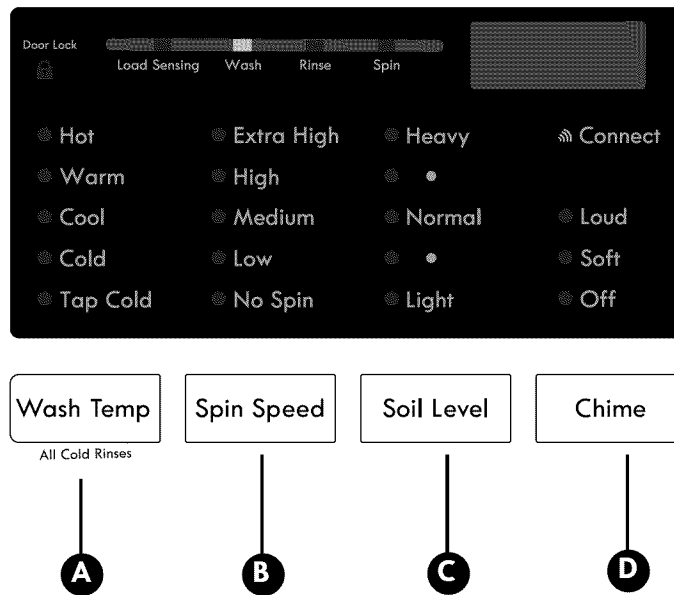 Door Lock
Load Sensing Wash Rinse Spin
Hot Extra High Heavy Connect
Warm High
Cool Medium Normal Loud
Cold Low Soft
Tap Cold No Spin Light Off
Wash Temp Spin Speed Soil Level Chime
All Cold Rinses
A B C D